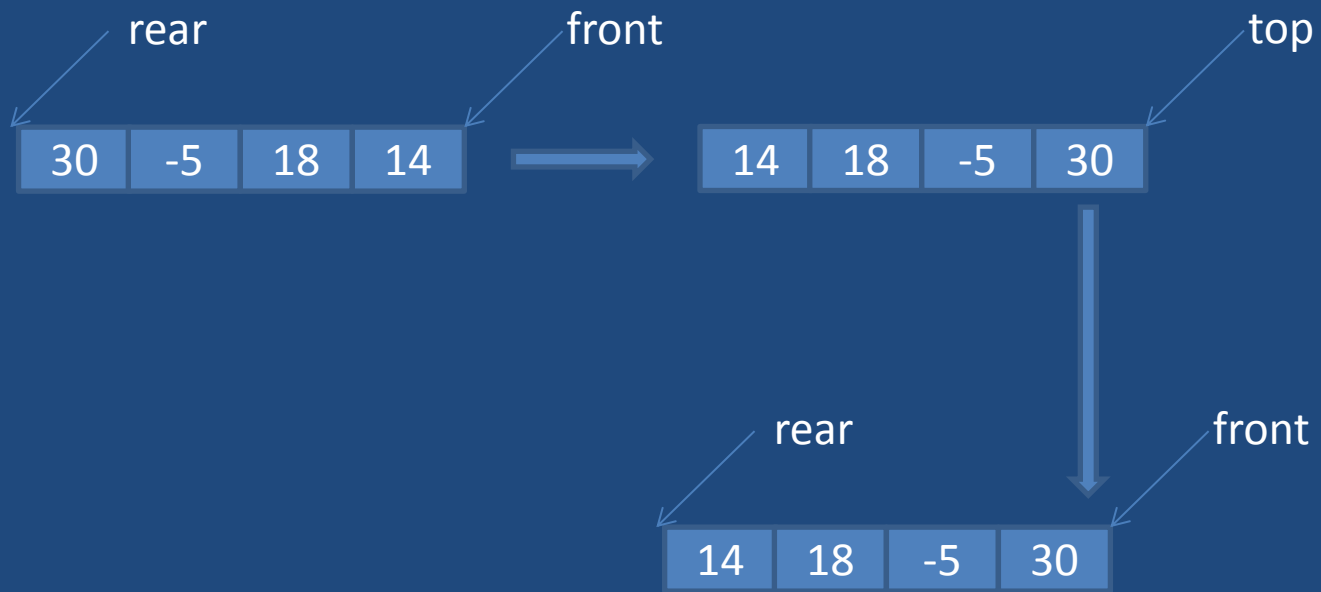 rear front top
30 -5 18 14 14 18 -5 30
rear front
14 18 -5 30